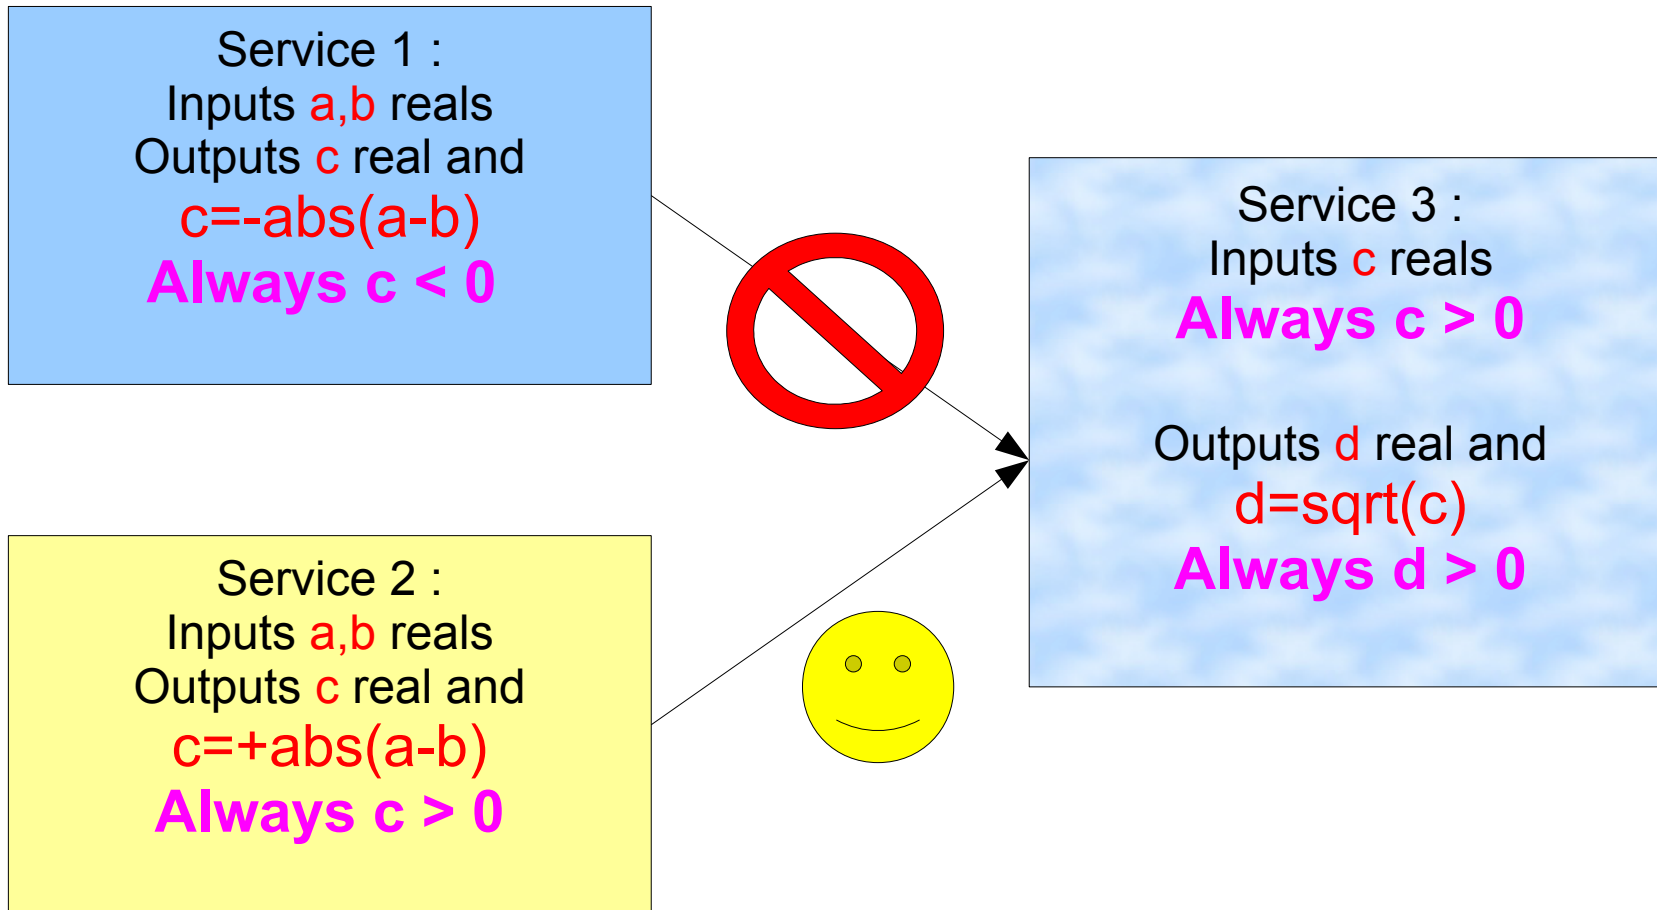 Service 1 :
Inputs a,b reals
Outputs c real and
c=-abs(a-b)
Always c < 0
Service 2 :
Inputs a,b reals
Outputs c real and
c=+abs(a-b)
Always c > 0
Service 3 :
Inputs c reals
Always c > 0
Outputs d real and
d=sqrt(c)
Always d > 0